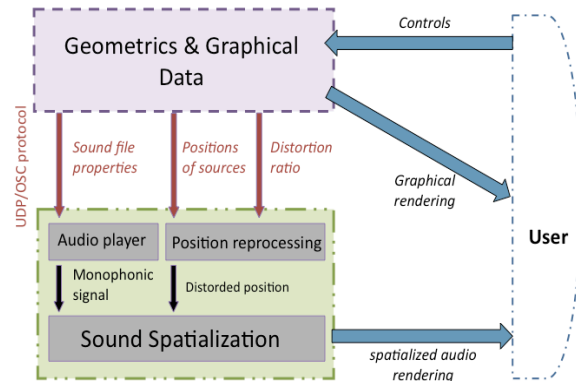 Controls
Geometrics & Graphical
Data
UDP/OSC protocol
Sound file
properties
Positions
of sources
Distortion
ratio
Graphical
rendering
User
Audio player
Position reprocessing
Monophonic
signal
Distorded position
Sound Spatialization
spatialized audio
rendering